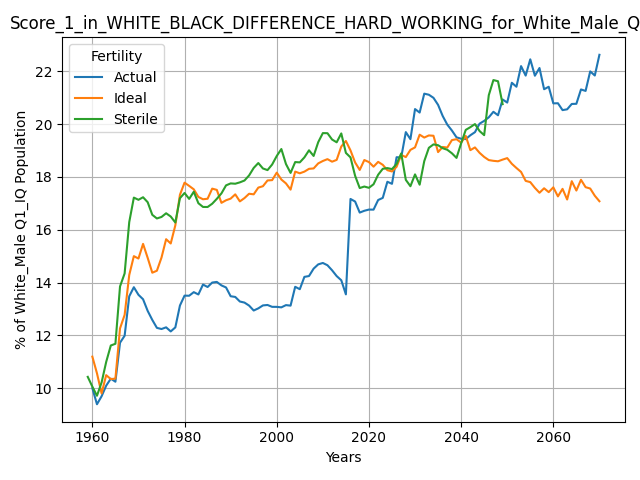 Score_1_in_WHITE_BLACK_DIFFERENCE_HARD_WORKING_for_White_Male_Q
Fertility
Actual
Ideal
Sterile
% of White_Male Q1_IQ Population
22
20
18
16
14
12
10
1960
1980
2000
2020
2040
2060
Years